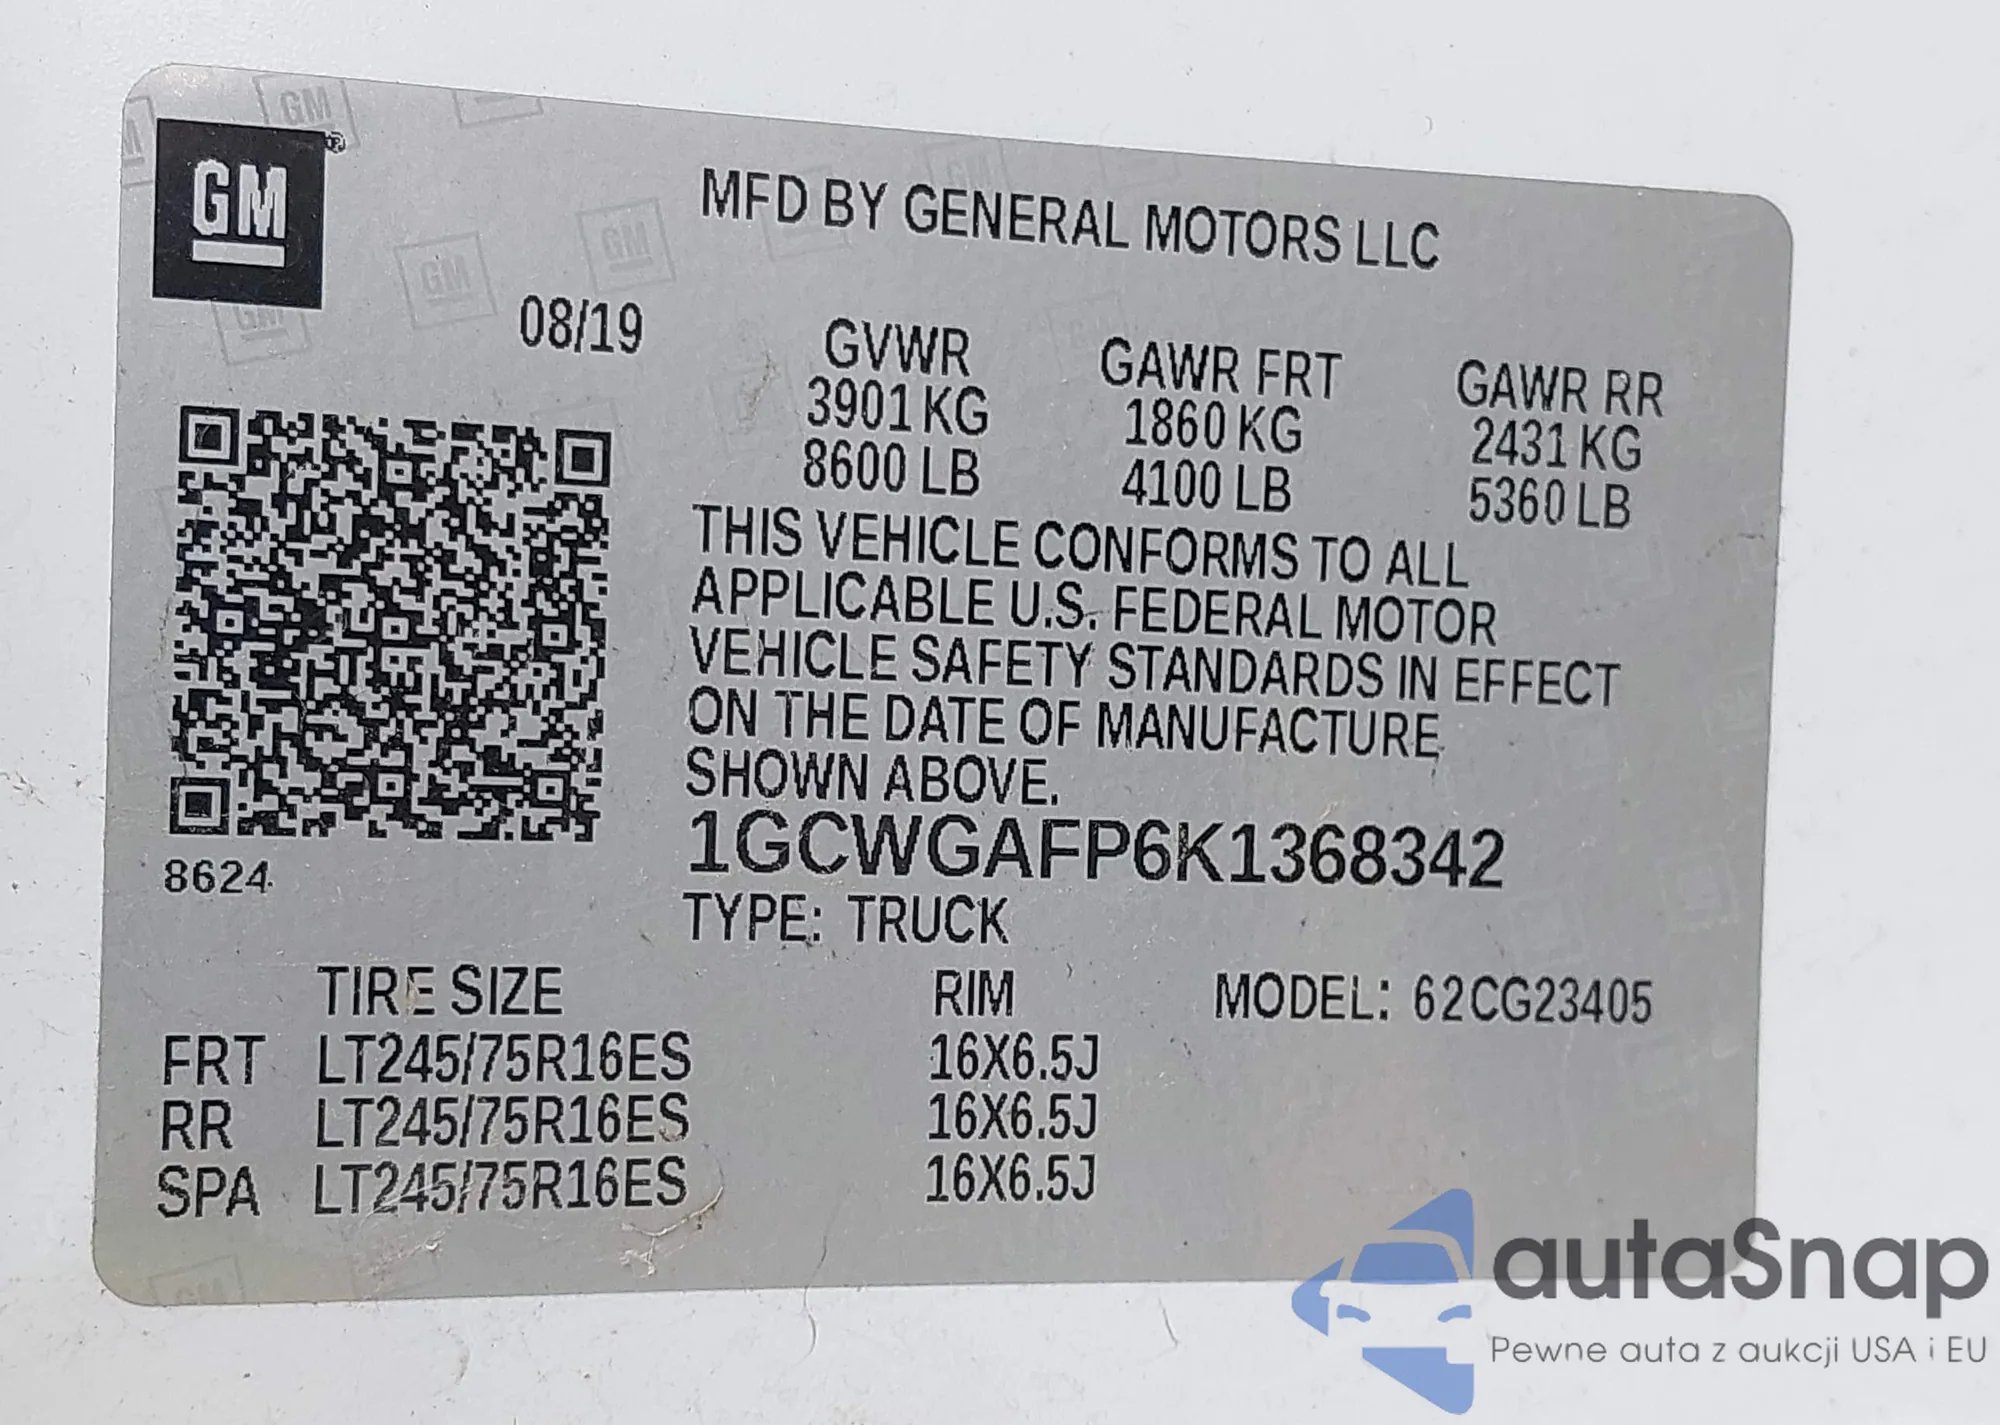 GM
MFD BY GENERAL MOTORS LLC
08/19
GVWR GAWR FRT GAWR RR
3901 KG 1860 KG 2431 KG
8600 LB 4100 LB 5360 LB
THIS VEHICLE CONFORMS TO ALL
APPLICABLE U.S. FEDERAL MOTOR
VEHICLE SAFETY STANDARDS IN EFFECT
ON THE DATE OF MANUFACTURE
SHOWN ABOVE.
1GCWGAFP6K1368342
8624
TYPE: TRUCK
TIRE SIZE RIM MODEL: 62CG23405
FRT LT245/75R16ES 16X6.5J
RR LT245/75R16ES 16X6.5J
SPA LT245/75R16ES 16X6.5J
autaSnap
Pewne auta z aukcji USA i EU